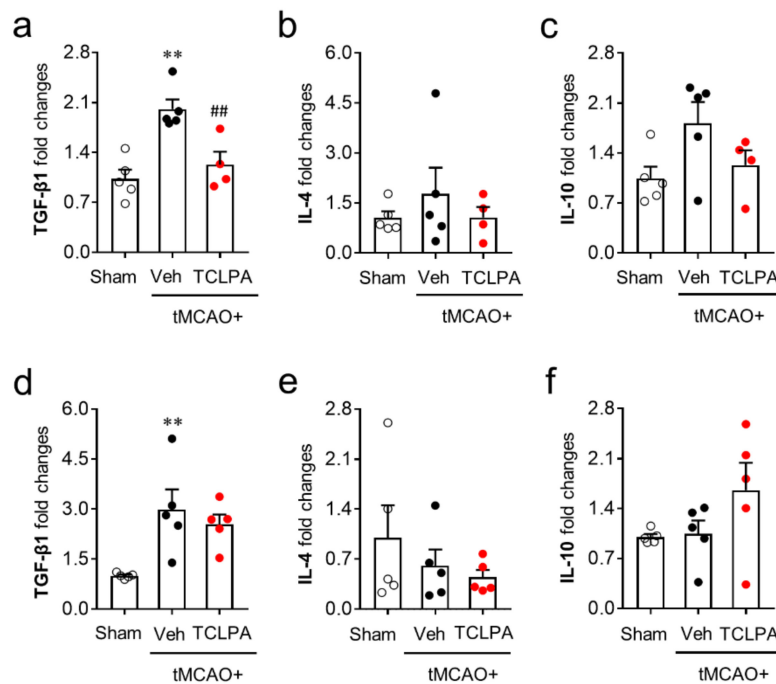 a
TGF-β1 fold changes
2.8
2.1
1.4
0.7
0.0
**
##
Sham
Veh
TCLPA
tMCAO+
b
IL-4 fold changes
6.0
4.5
3.0
1.5
0.0
Sham
Veh
TCLPA
tMCAO+
c
IL-10 fold changes
2.8
2.1
1.4
0.7
0.0
Sham
Veh
TCLPA
tMCAO+
d
TGF-β1 fold changes
6.0
4.5
3.0
1.5
0.0
**
Sham
Veh
TCLPA
tMCAO+
e
IL-4 fold changes
2.8
2.1
1.4
0.7
0.0
Sham
Veh
TCLPA
tMCAO+
f
IL-10 fold changes
2.8
2.1
1.4
0.7
0.0
Sham
Veh
TCLPA
tMCAO+